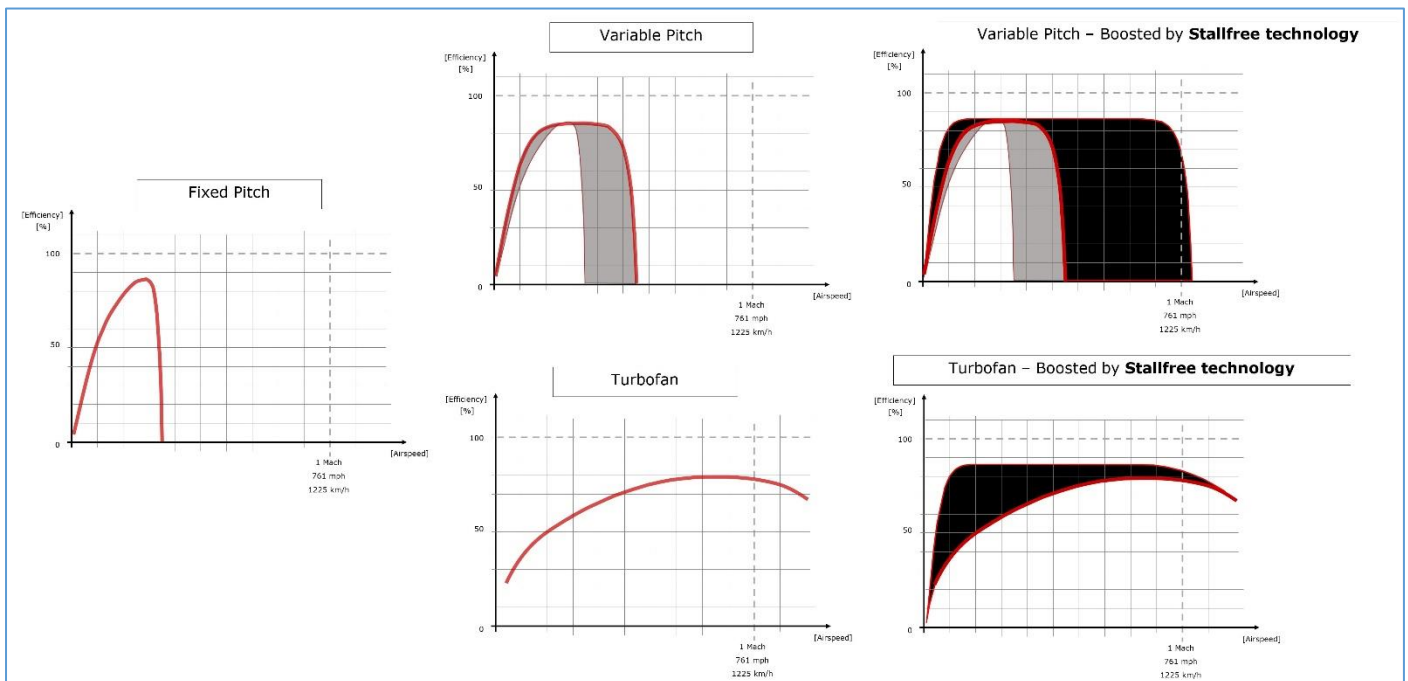 Fixed Pitch
[Efficiency]
[%]
100
50
0
[Airspeed]
1 Mach
761 mph
1225 km/h
Variable Pitch
[Efficiency]
[%]
100
50
0
[Airspeed]
1 Mach
761 mph
1225 km/h
Variable Pitch – Boosted by Stallfree technology
[Efficiency]
[%]
100
50
0
[Airspeed]
1 Mach
761 mph
1225 km/h
Turbofan
[Efficiency]
[%]
100
50
0
[Airspeed]
1 Mach
761 mph
1225 km/h
Turbofan – Boosted by Stallfree technology
[Efficiency]
[%]
100
50
0
[Airspeed]
1 Mach
761 mph
1225 km/h